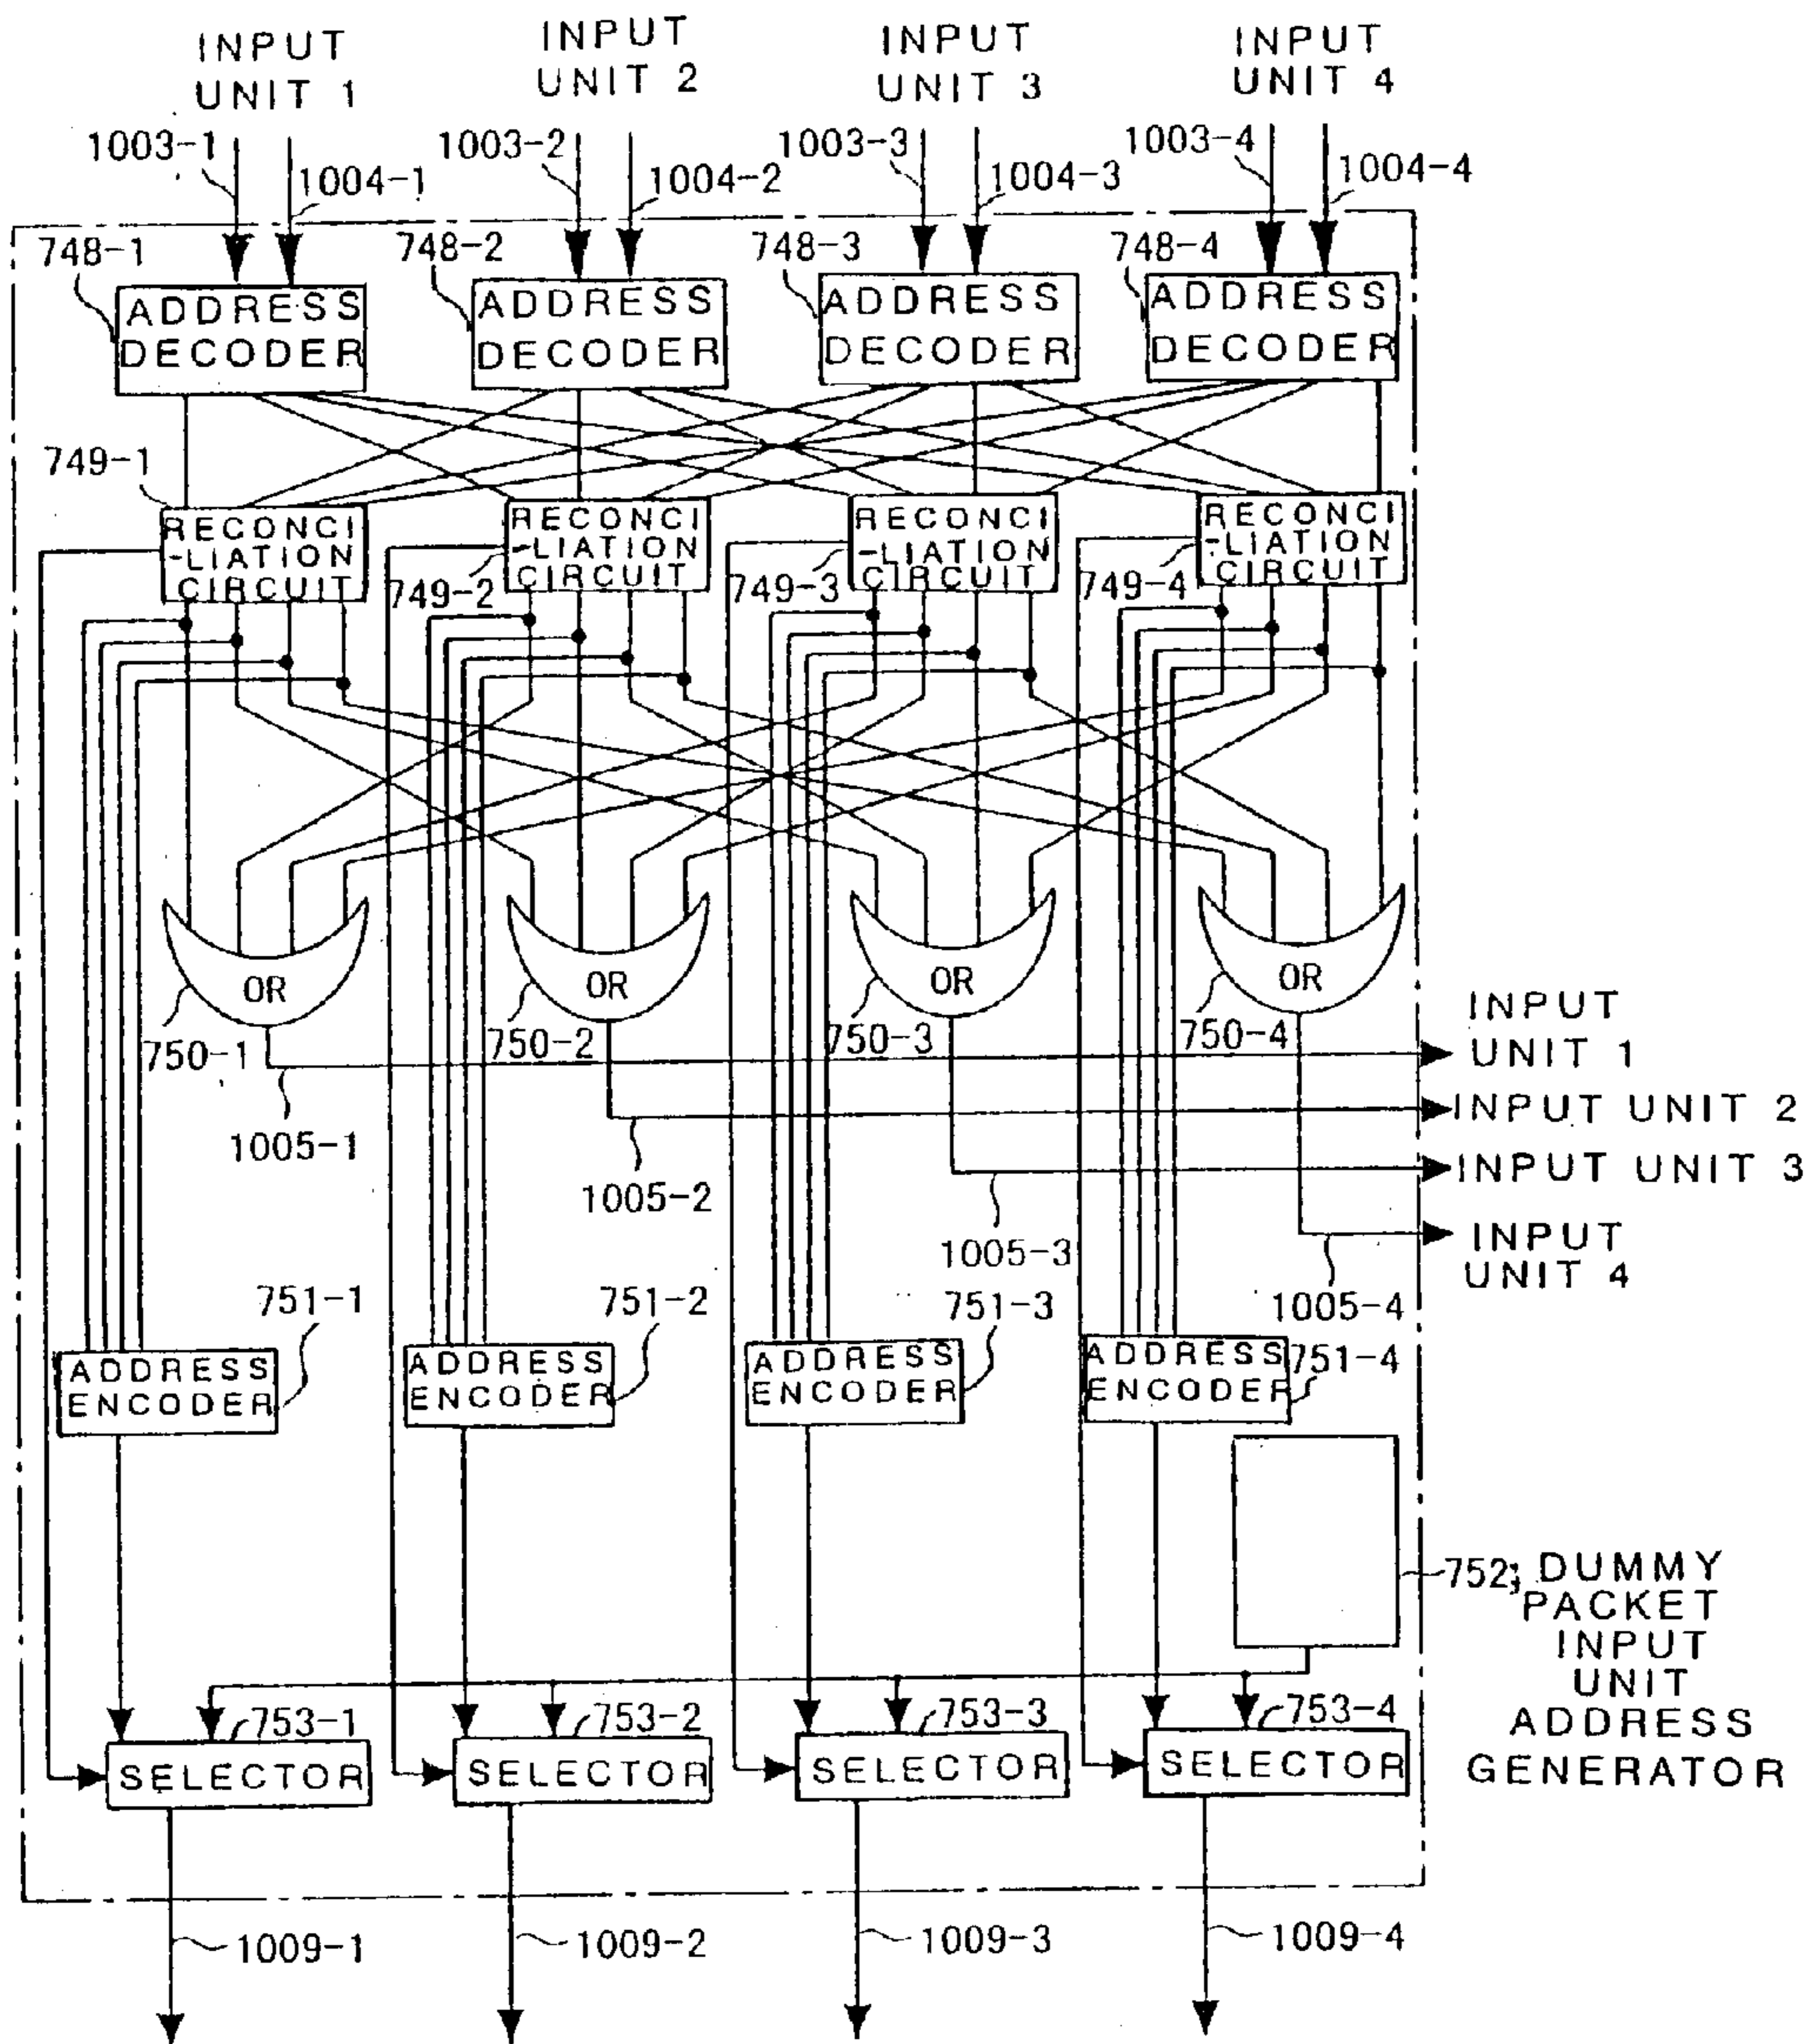 INPUT
UNIT 1
INPUT
UNIT 2
INPUT
UNIT 3
INPUT
UNIT 4
1003-1
1004-1
1003-2
1004-2
1003-3
1004-3
1003-4
1004-4
748-1
748-2
748-3
748-4
ADDRESS
DECODER
ADDRESS
DECODER
ADDRESS
DECODER
ADDRESS
DECODER
749-1
RECONCI
-LIATION
CIRCUIT
RECONCI
-LIATION
CIRCUIT
RECONCI
-LIATION
CIRCUIT
RECONCI
-LIATION
CIRCUIT
749-2
749-3
749-4
OR
OR
OR
OR
750-1
750-2
750-3
750-4
INPUT
UNIT 1
INPUT UNIT 2
INPUT UNIT 3
INPUT
UNIT 4
1005-1
1005-2
1005-3
1005-4
751-1
751-2
751-3
751-4
ADDRESS
ENCODER
ADDRESS
ENCODER
ADDRESS
ENCODER
ADDRESS
ENCODER
752; DUMMY
PACKET
INPUT
UNIT
ADDRESS
GENERATOR
753-1
753-2
753-3
753-4
SELECTOR
SELECTOR
SELECTOR
SELECTOR
1009-1
1009-2
1009-3
1009-4